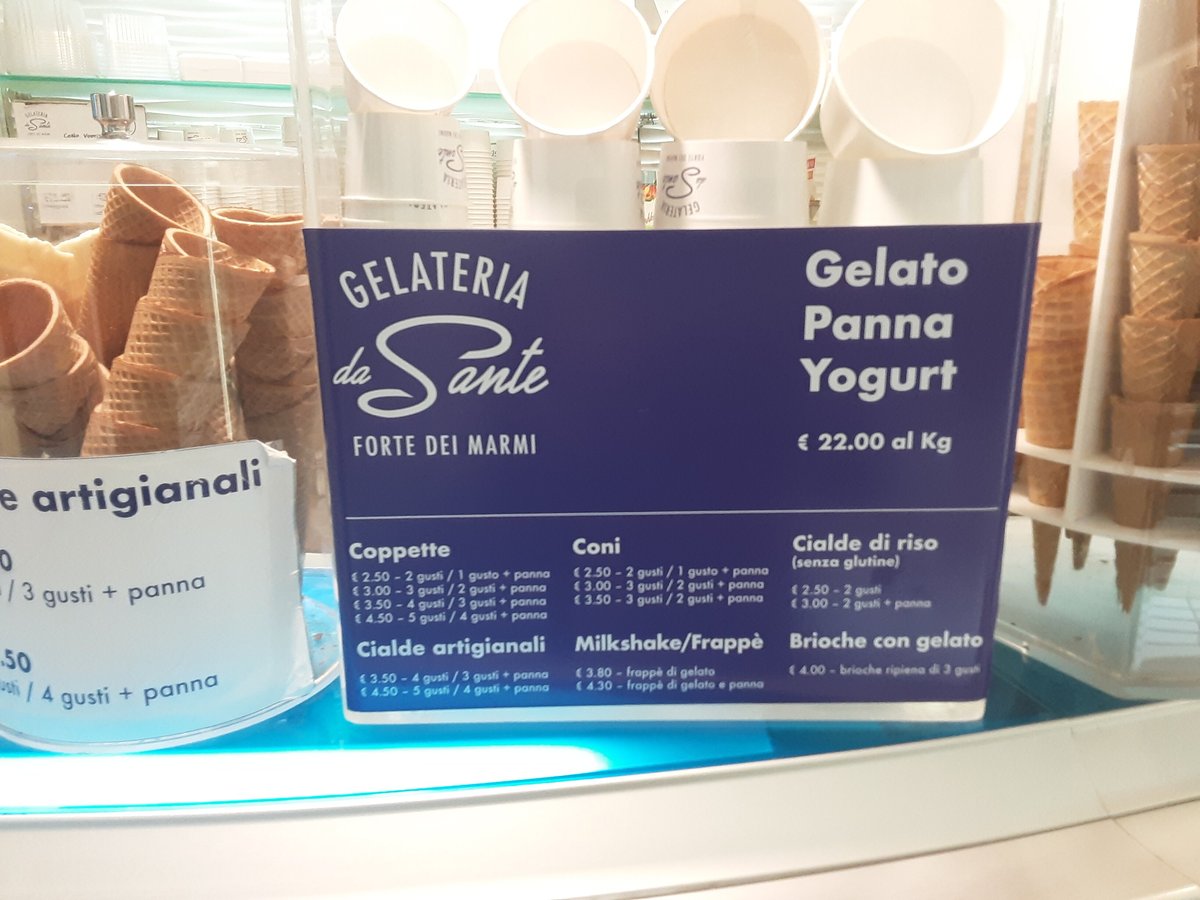 GELATERIA
da Sante
FORTE DEI MARMI
Gelato
Panna
Yogurt
€ 22.00 al Kg
Coppette
€ 2.50 - 2 gusti / 1 gusto + panna
€ 3.00 - 3 gusti / 2 gusti + panna
€ 3.50 - 4 gusti / 3 gusti + panna
€ 4.50 - 5 gusti / 4 gusti + panna
Coni
€ 2.50 - 2 gusti / 1 gusto + panna
€ 3.00 - 3 gusti / 2 gusti + panna
€ 3.50 - 3 gusti / 2 gusti + panna
Cialde di riso
(senza glutine)
€ 2.50 - 2 gusti
€ 3.00 - 2 gusti + panna
Cialde artigianali
€ 3.50 - 4 gusti / 3 gusti + panna
€ 4.50 - 5 gusti / 4 gusti + panna
Milkshake/Frappè
€ 3.80 - frappè di gelato
€ 4.30 - frappè di gelato e panna
Brioche con gelato
€ 4.00 - brioche ripiena di 3 gusti
e artigianali
0
/ 3 gusti + panna
.50
gusti / 4 gusti + panna
GELATERIA
da Sante